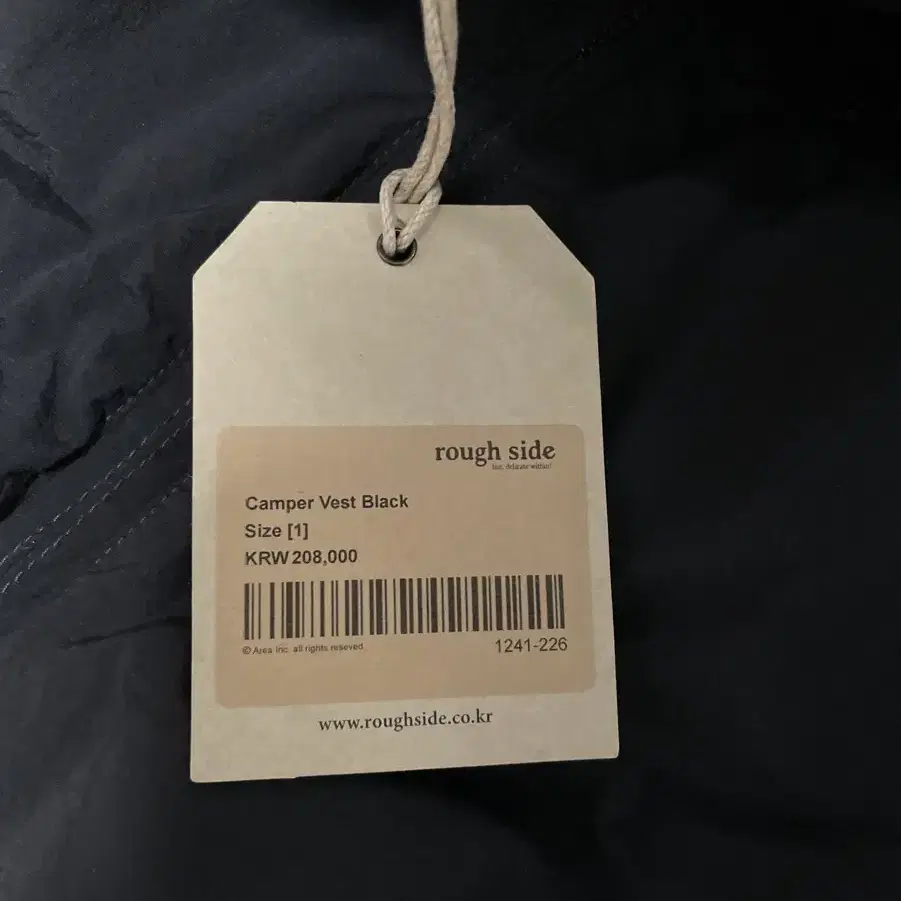 rough side
Camper Vest Black
Size [1]
KRW 208,000
© Area Inc. all rights reseved.
1241-226
www.roughside.co.kr